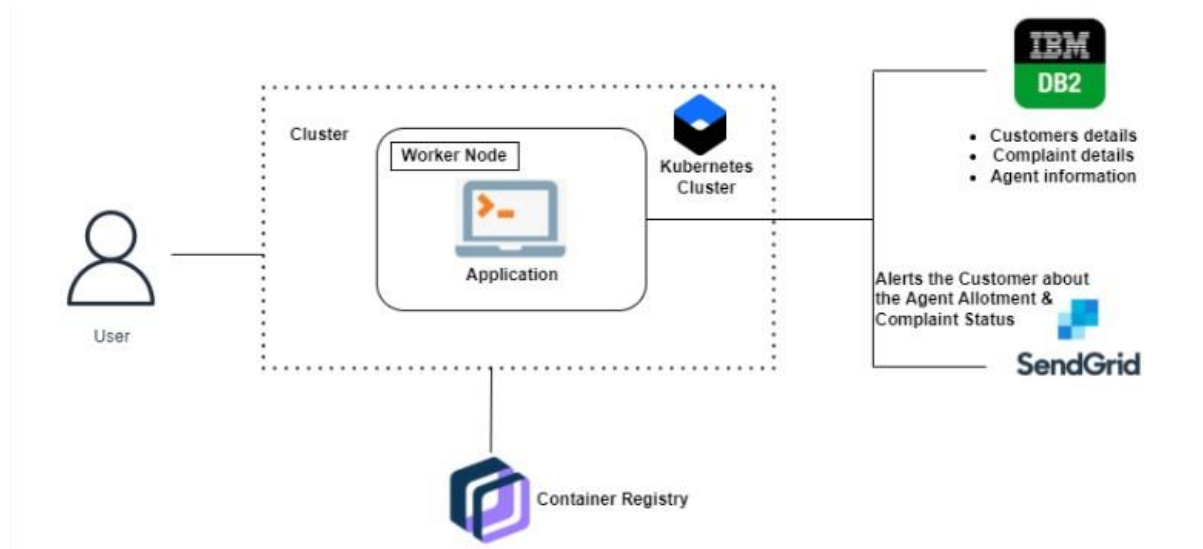 IBM
DB2
Cluster
Worker Node
Kubernetes
Cluster
• Customers details
• Complaint details
• Agent information
Application
User
Alerts the Customer about
the Agent Allotment &
Complaint Status
SendGrid
Container Registry